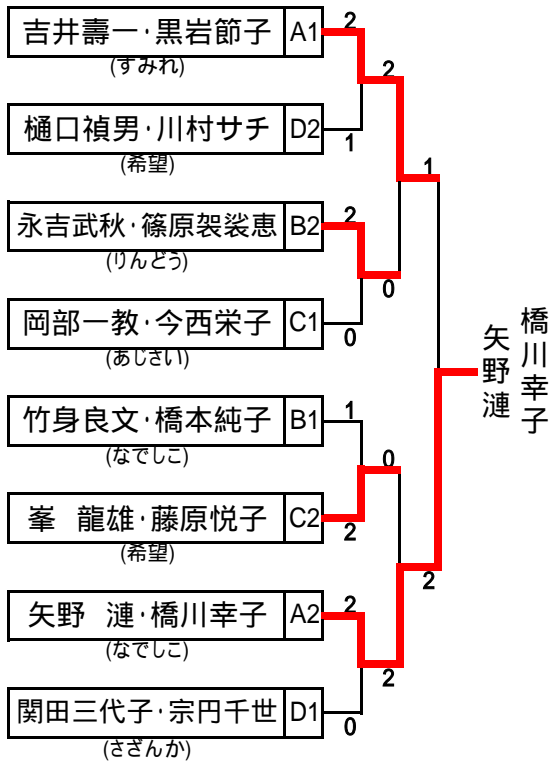 吉井壽一·黒岩節子 A1 2
(すみれ)
2
樋口禎男·川村サチ D2 1
(希望)
1
永吉武秋·篠原袈裟恵 B2 2
(りんどう)
0
岡部一教·今西栄子 C1 0
(あじさい)
橋川幸子
矢野漣
竹身良文·橋本純子 B1 1
(なでしこ)
0
峯 龍雄·藤原悦子 C2 2
(希望)
2
矢野 漣·橋川幸子 A2 2
(なでしこ)
2
関田三代子·宗円千世 D1 0
(さざんか)